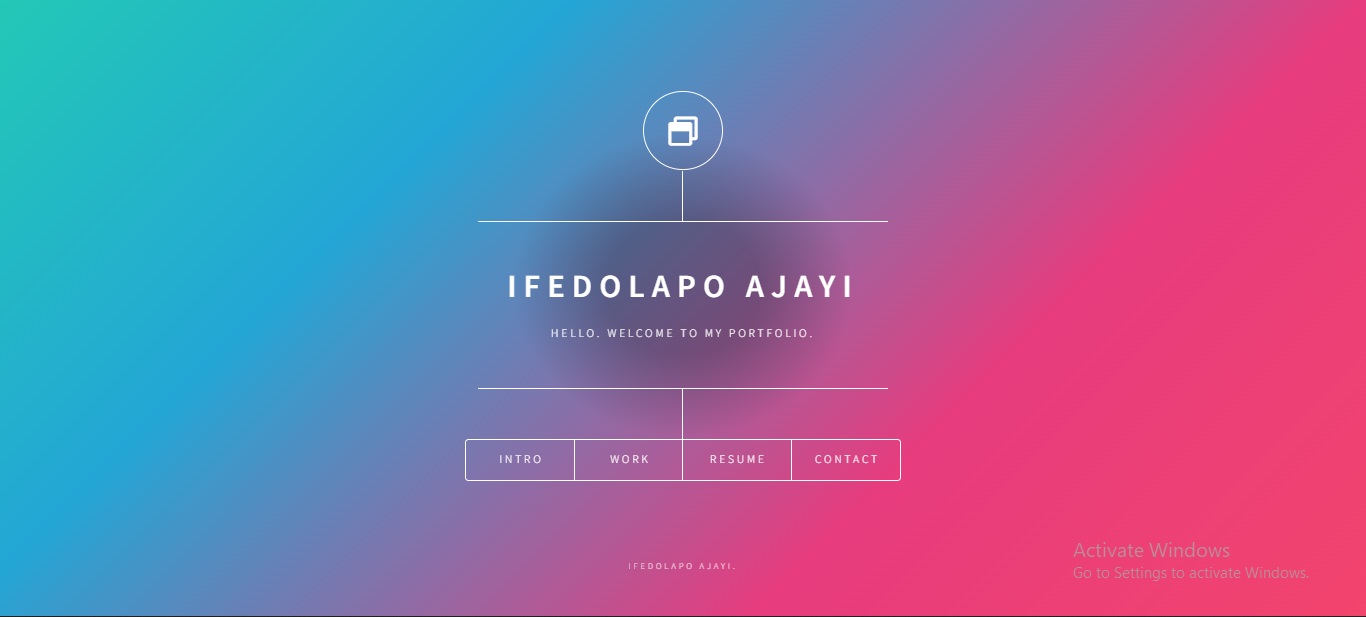 IFEDOLAPO AJAYI
HELLO. WELCOME TO MY PORTFOLIO.
INTRO WORK RESUME CONTACT
IFEDOLAPO AJAYI.
Activate Windows
Go to Settings to activate Windows.